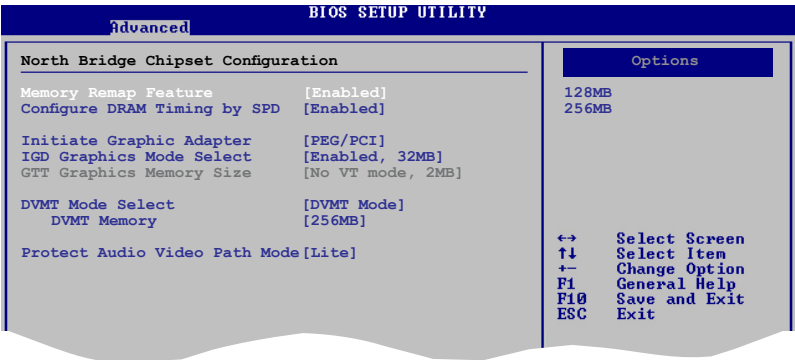 BIOS SETUP UTILITY
Advanced
North Bridge Chipset Configuration
Memory Remap Feature [Enabled]
Configure DRAM Timing by SPD [Enabled]
Initiate Graphic Adapter [PEG/PCI]
IGD Graphics Mode Select [Enabled, 32MB]
GTT Graphics Memory Size [No VT mode, 2MB]
DVMT Mode Select [DVMT Mode]
DVMT Memory [256MB]
Protect Audio Video Path Mode [Lite]
Options
128MB
256MB
←→ Select Screen
↑↓ Select Item
+- Change Option
F1 General Help
F10 Save and Exit
ESC Exit